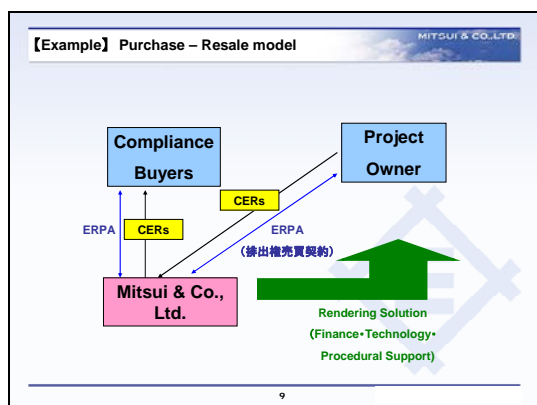 【Example】 Purchase – Resale model
MITSUI & CO.,LTD.
Compliance
Buyers
Project
Owner
CERs
ERPA
CERs
ERPA
(排出権売買契約)
Mitsui & Co.,
Ltd.
Rendering Solution
(Finance・Technology・
Procedural Support)
9